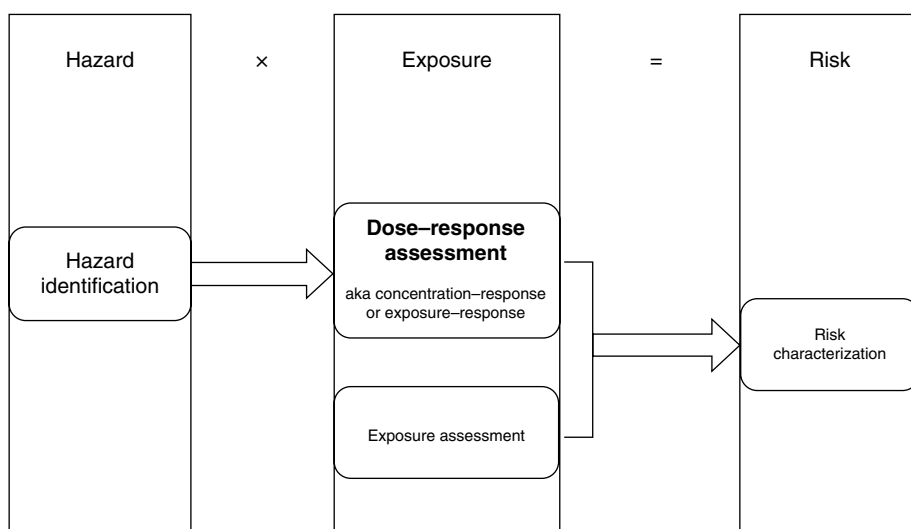 Hazard × Exposure = Risk
Hazard
identification
Dose–response
assessment
aka concentration–response
or exposure–response
Exposure assessment
Risk
characterization